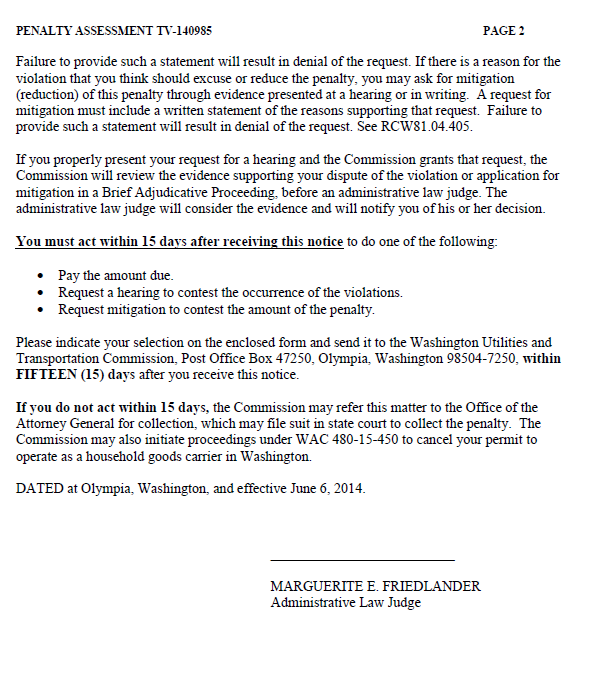 PENALTY ASSESSMENT TV-140985 PAGE 2
Failure to provide such a statement will result in denial of the request. If there is a reason for the
violation that you think should excuse or reduce the penalty, you may ask for mitigation
(reduction) of this penalty through evidence presented at a hearing or in writing.  A request for
mitigation must include a written statement of the reasons supporting that request.  Failure to
provide such a statement will result in denial of the request. See RCW81.04.405.
If you properly present your request for a hearing and the Commission grants that request, the
Commission will review the evidence supporting your dispute of the violation or application for
mitigation in a Brief Adjudicative Proceeding, before an administrative law judge. The
administrative law judge will consider the evidence and will notify you of his or her decision.
You must act within 15 days after receiving this notice to do one of the following:
• Pay the amount due.
• Request a hearing to contest the occurrence of the violations.
• Request mitigation to contest the amount of the penalty.
Please indicate your selection on the enclosed form and send it to the Washington Utilities and
Transportation Commission, Post Office Box 47250, Olympia, Washington 98504-7250, within
FIFTEEN (15) days after you receive this notice.
If you do not act within 15 days, the Commission may refer this matter to the Office of the
Attorney General for collection, which may file suit in state court to collect the penalty.  The
Commission may also initiate proceedings under WAC 480-15-450 to cancel your permit to
operate as a household goods carrier in Washington.
DATED at Olympia, Washington, and effective June 6, 2014.
MARGUERITE E. FRIEDLANDER
Administrative Law Judge